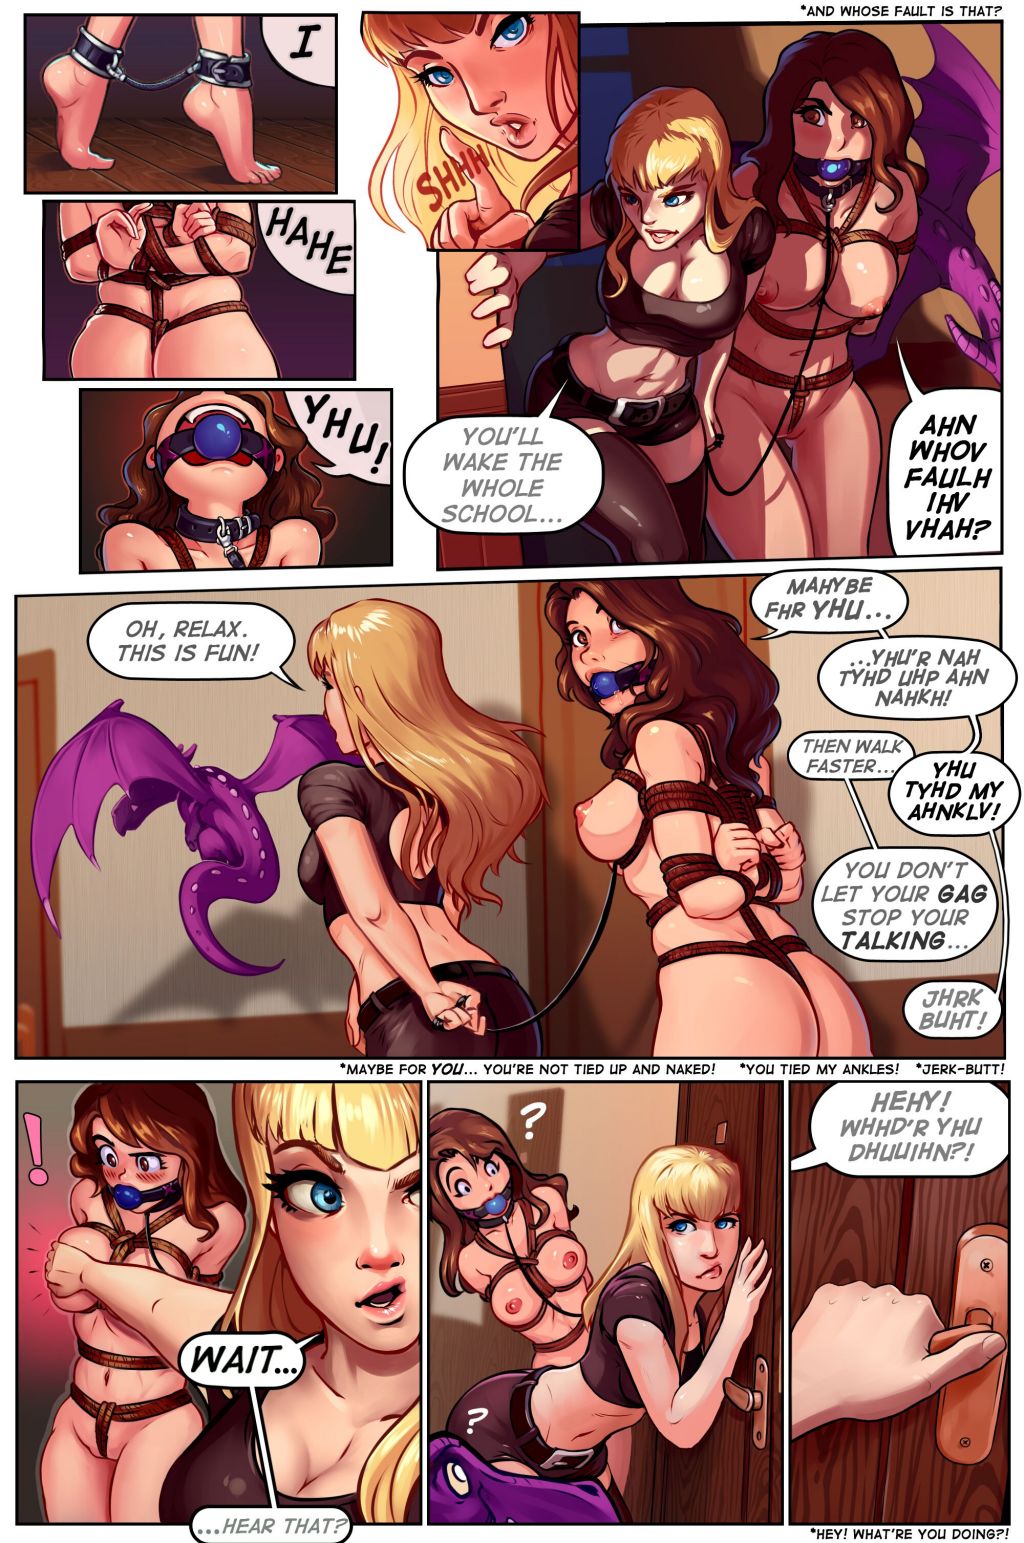 I
HAHE
YHU!
SHHH
*AND WHOSE FAULT IS THAT?
YOU'LL
WAKE THE
WHOLE
SCHOOL...
AHN
WHOV
FAULH
IHV
VHAH?
OH, RELAX.
THIS IS FUN!
MAHYBE
FHR YHU...
...YHU'R NAH
TYHD UHP AHN
NAHKH!
THEN WALK
FASTER...
YHU
TYHD MY
AHNKLV!
YOU DON'T
LET YOUR GAG
STOP YOUR
TALKING...
JHRK
BUHT!
*MAYBE FOR YOU... YOU'RE NOT TIED UP AND NAKED! *YOU TIED MY ANKLES! *JERK-BUTT!
!
WAIT...
...HEAR THAT?
?
?
HEHY!
WHHD'R YHU
DHUUIHN?!
*HEY! WHAT'RE YOU DOING?!